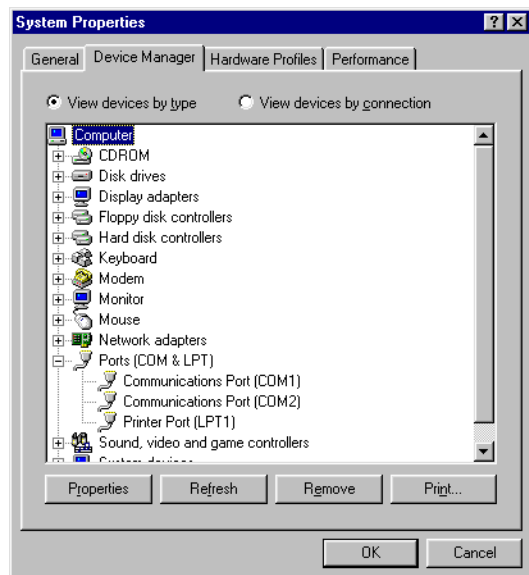 System Properties
General Device Manager Hardware Profiles Performance
View devices by type View devices by connection
Computer
CDROM
Disk drives
Display adapters
Floppy disk controllers
Hard disk controllers
Keyboard
Modem
Monitor
Mouse
Network adapters
Ports (COM & LPT)
Communications Port (COM1)
Communications Port (COM2)
Printer Port (LPT1)
Sound, video and game controllers
System devices
Properties Refresh Remove Print...
OK Cancel